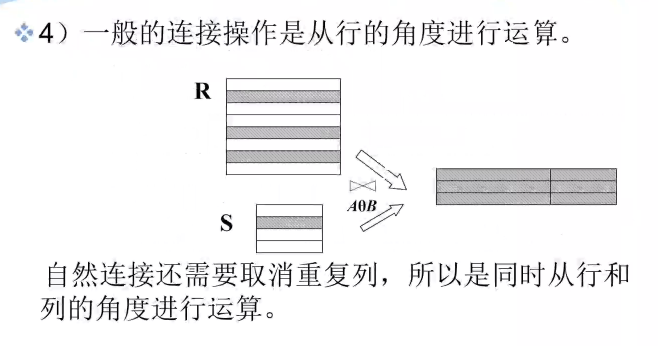 4）一般的连接操作是从行的角度进行运算。
R
AθB
S
自然连接还需要取消重复列，所以是同时从行和
列的角度进行运算。